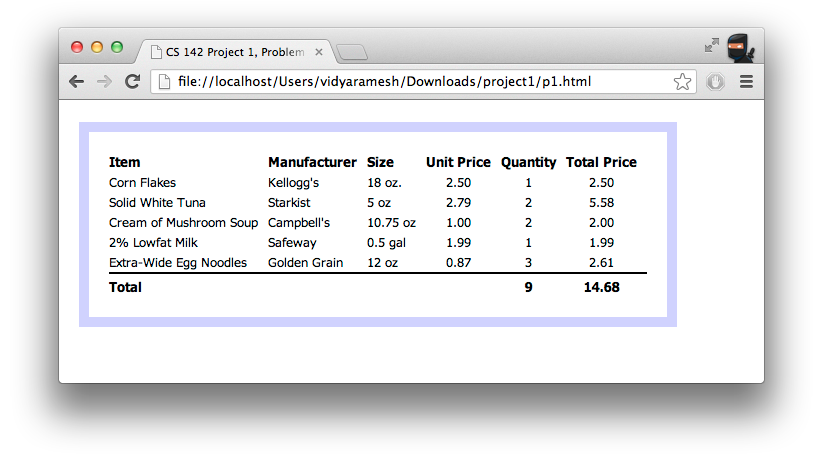 CS 142 Project 1, Problem
file://localhost/Users/vidyaramesh/Downloads/project1/p1.html
Item Manufacturer Size Unit Price Quantity Total Price
Corn Flakes Kellogg's 18 oz. 2.50 1 2.50
Solid White Tuna Starkist 5 oz 2.79 2 5.58
Cream of Mushroom Soup Campbell's 10.75 oz 1.00 2 2.00
2% Lowfat Milk Safeway 0.5 gal 1.99 1 1.99
Extra-Wide Egg Noodles Golden Grain 12 oz 0.87 3 2.61
Total 9 14.68